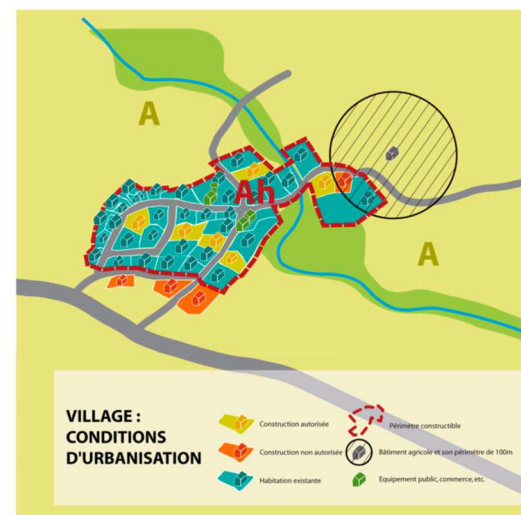 A
Ah
A
VILLAGE :
CONDITIONS
D'URBANISATION
Construction autorisée
Construction non autorisée
Habitation existante
Périmètre constructible
Bâtiment agricole et son périmètre de 100m
Equipement public, commerce, etc.